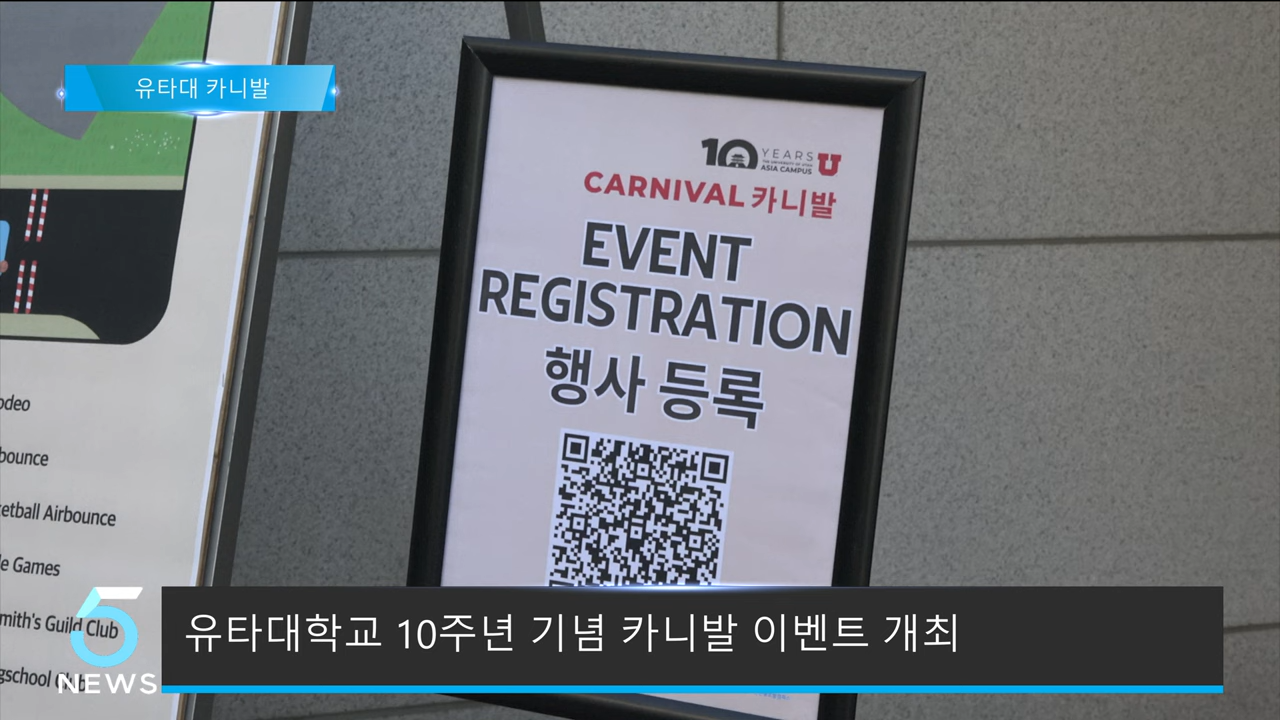 유타대 카니발
10 YEARS
THE UNIVERSITY OF UTAH
ASIA CAMPUS
U
CARNIVAL 카니발
EVENT
REGISTRATION
행사 등록
odeo
bounce
etball Airbounce
e Games
mith's Guild Club
gschool
5
NEWS
유타대학교 10주년 기념 카니발 이벤트 개최